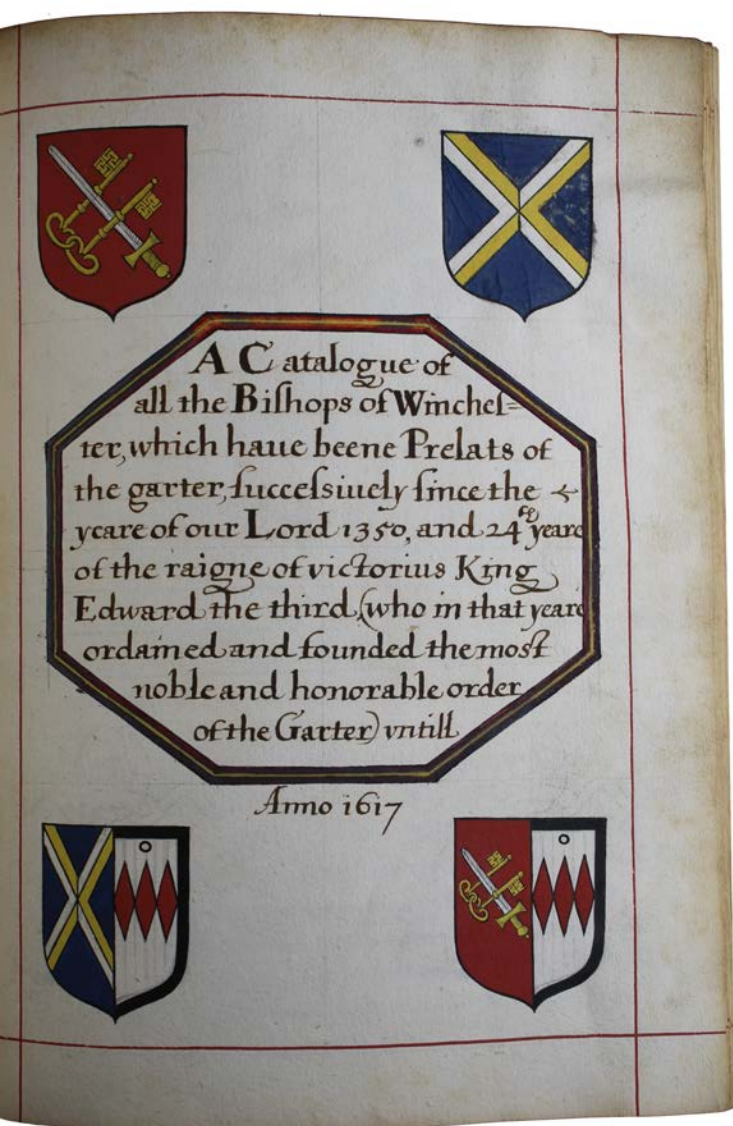 A Catalogue of
all the Biſhops of Wincheſ=
ter, which haue beene Prelats of
the garter, ſucceſsiuely ſince the
yeare of our Lord 1350, and 24th yeare
of the raigne of victorius King
Edward the third, (who in that yeare
ordained and founded the most
noble and honorable order
of the Garter) vntill
Anno 1617